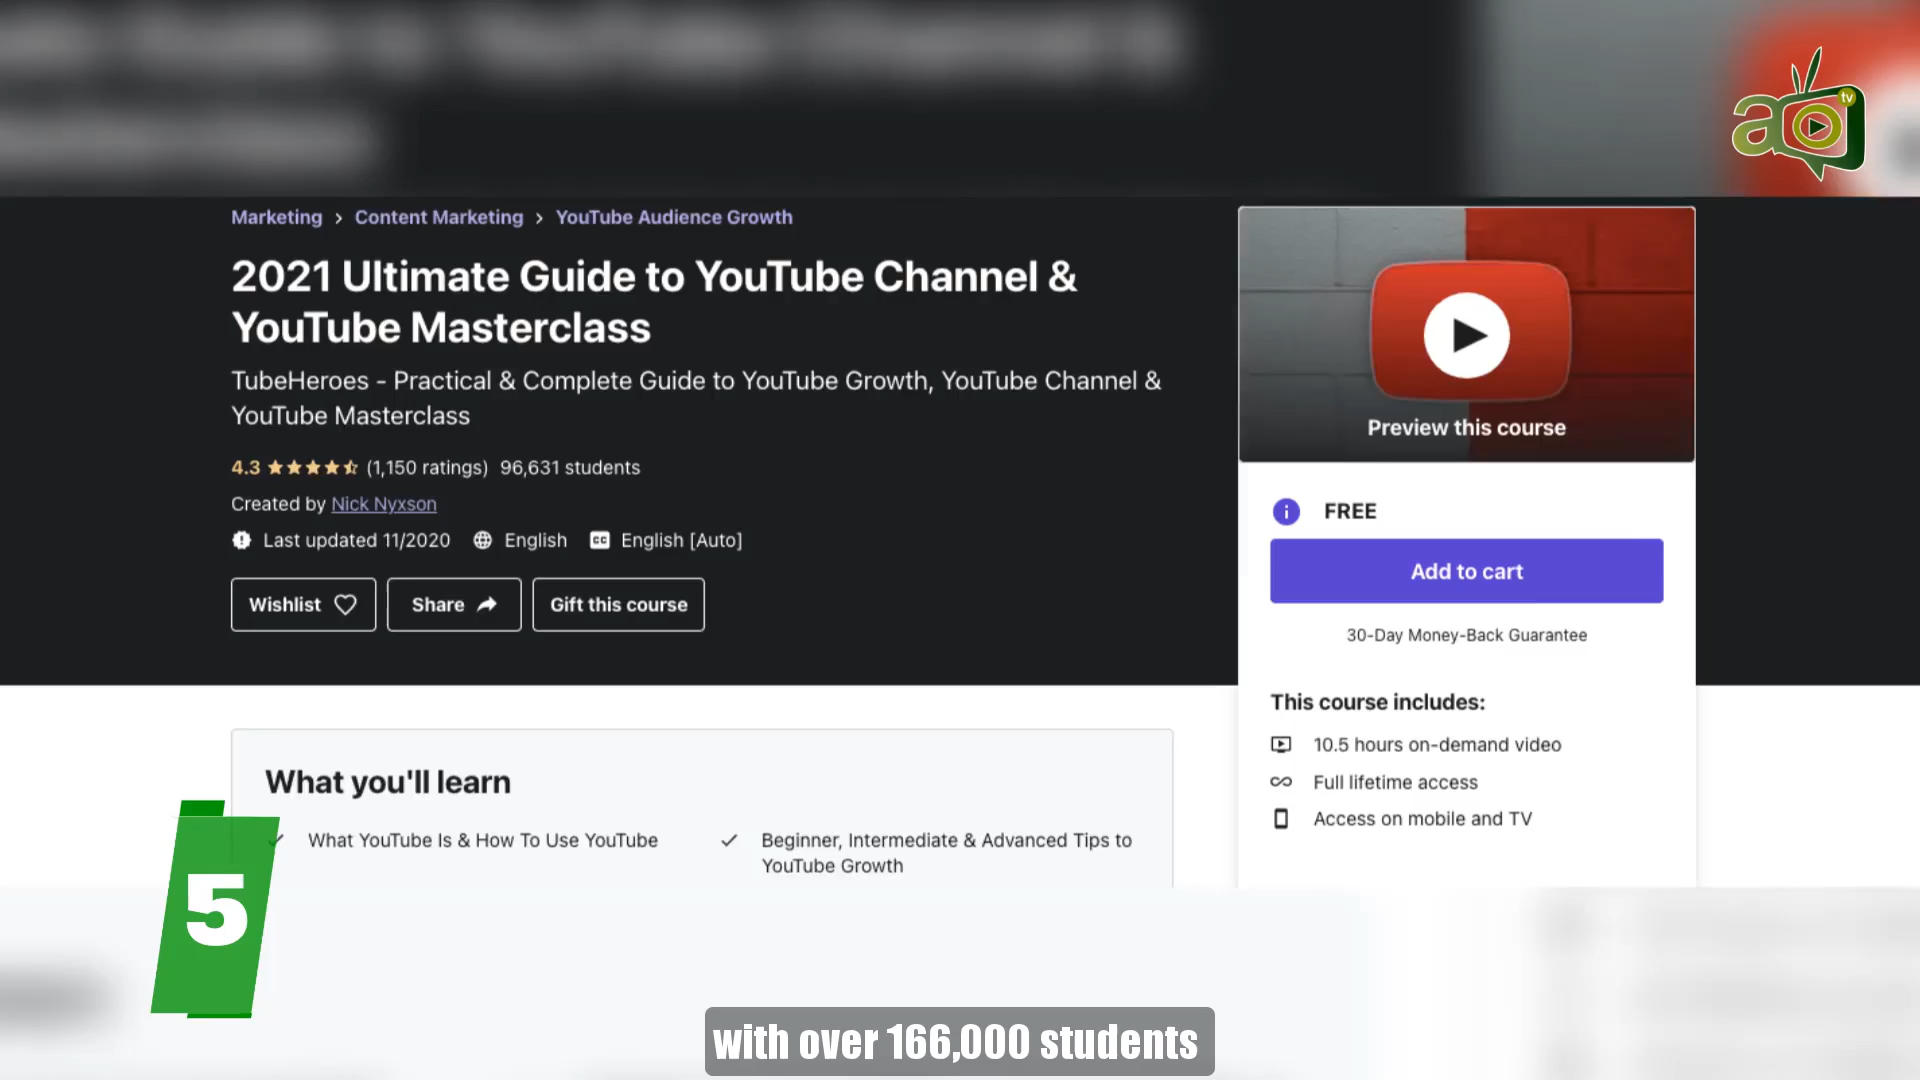 ao tv
Marketing > Content Marketing > YouTube Audience Growth
2021 Ultimate Guide to YouTube Channel &
YouTube Masterclass
TubeHeroes - Practical & Complete Guide to YouTube Growth, YouTube Channel &
YouTube Masterclass
4.3 (1,150 ratings) 96,631 students
Created by Nick Nyxson
Last updated 11/2020 English CC English [Auto]
Wishlist Share Gift this course
Preview this course
FREE
Add to cart
30-Day Money-Back Guarantee
This course includes:
10.5 hours on-demand video
Full lifetime access
Access on mobile and TV
What you'll learn
What YouTube Is & How To Use YouTube
Beginner, Intermediate & Advanced Tips to
YouTube Growth
5
with over 166,000 students